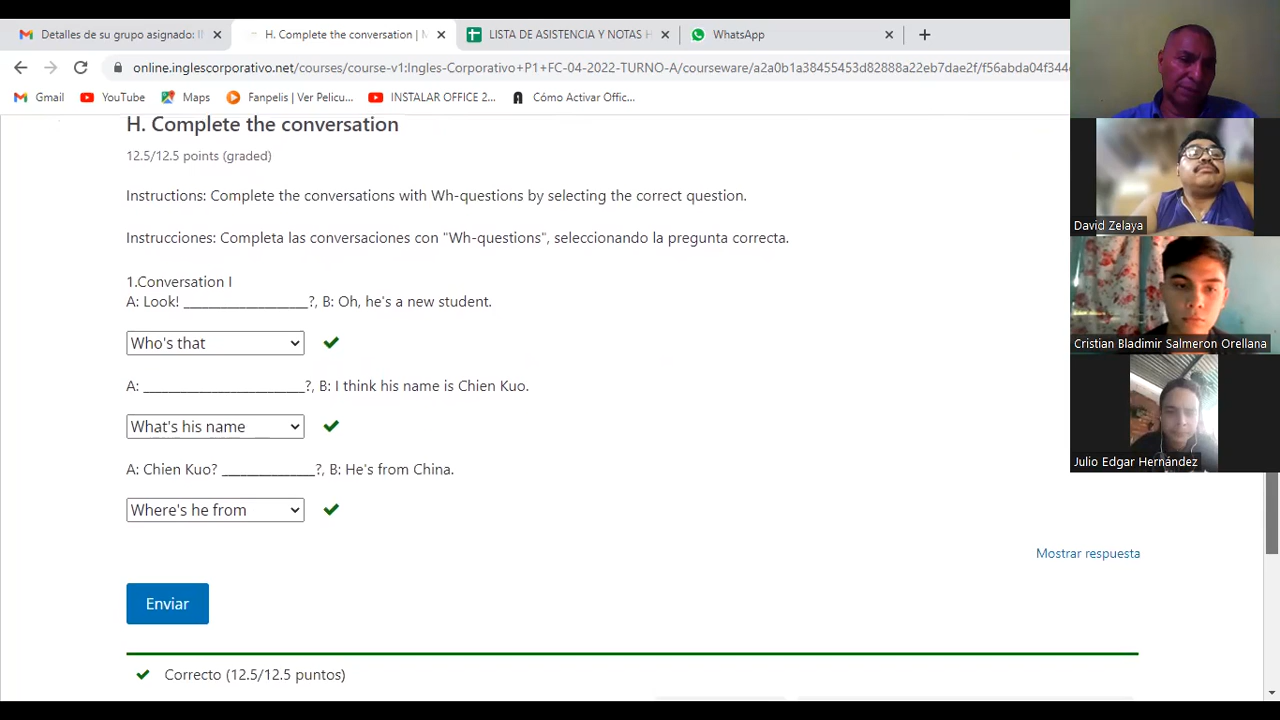 Detalles de su grupo asignado: I
H. Complete the conversation |
LISTA DE ASISTENCIA Y NOTAS
WhatsApp
online.inglescorporativo.net/courses/course-v1:Ingles-Corporativo+P1+FC-04-2022-TURNO-A/courseware/a2a0b1a38455453d82888a22eb7dae2f/f56abda04f344
Gmail
YouTube
Maps
Fanpelis | Ver Pelicu...
INSTALAR OFFICE 2...
Cómo Activar Offic...
H. Complete the conversation
12.5/12.5 points (graded)
Instructions: Complete the conversations with Wh-questions by selecting the correct question.
Instrucciones: Completa las conversaciones con "Wh-questions", seleccionando la pregunta correcta.
1.Conversation I
A: Look! ____________________?, B: Oh, he's a new student.
Who's that
A: __________________________?, B: I think his name is Chien Kuo.
What's his name
A: Chien Kuo? _______________?, B: He's from China.
Where's he from
Mostrar respuesta
Enviar
Correcto (12.5/12.5 puntos)
David Zelaya
Cristian Bladimir Salmeron Orellana
Julio Edgar Hernández